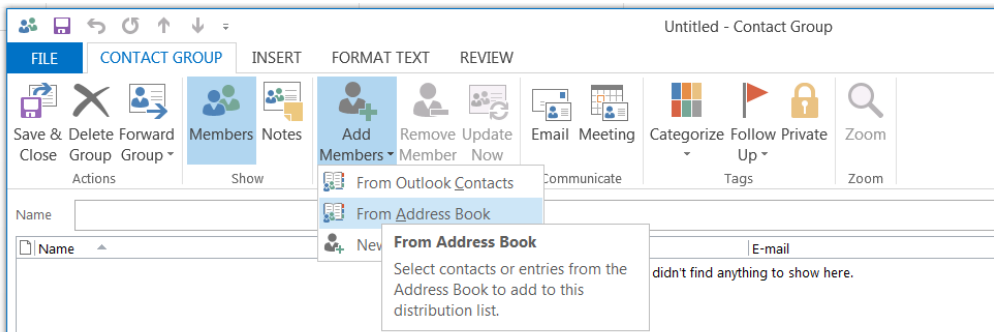 Untitled - Contact Group
FILE CONTACT GROUP INSERT FORMAT TEXT REVIEW
Save & Close
Delete Group
Forward Group
Actions
Members
Notes
Show
Add Members
Remove Member
Update Now
Email
Meeting
Communicate
Categorize
Follow Up
Private
Tags
Zoom
Zoom
From Outlook Contacts
From Address Book
New
From Address Book
Select contacts or entries from the
Address Book to add to this
distribution list.
Name
Name
E-mail
didn't find anything to show here.